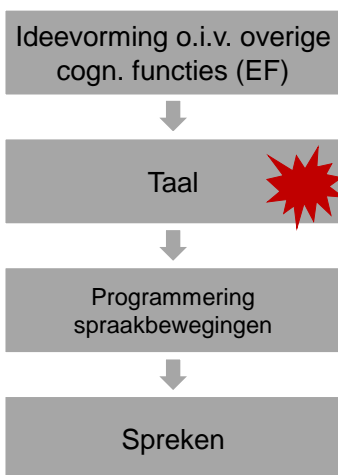 Ideevorming o.i.v. overige
cogn. functies (EF)
Taal
Programmering
spraakbewegingen
Spreken